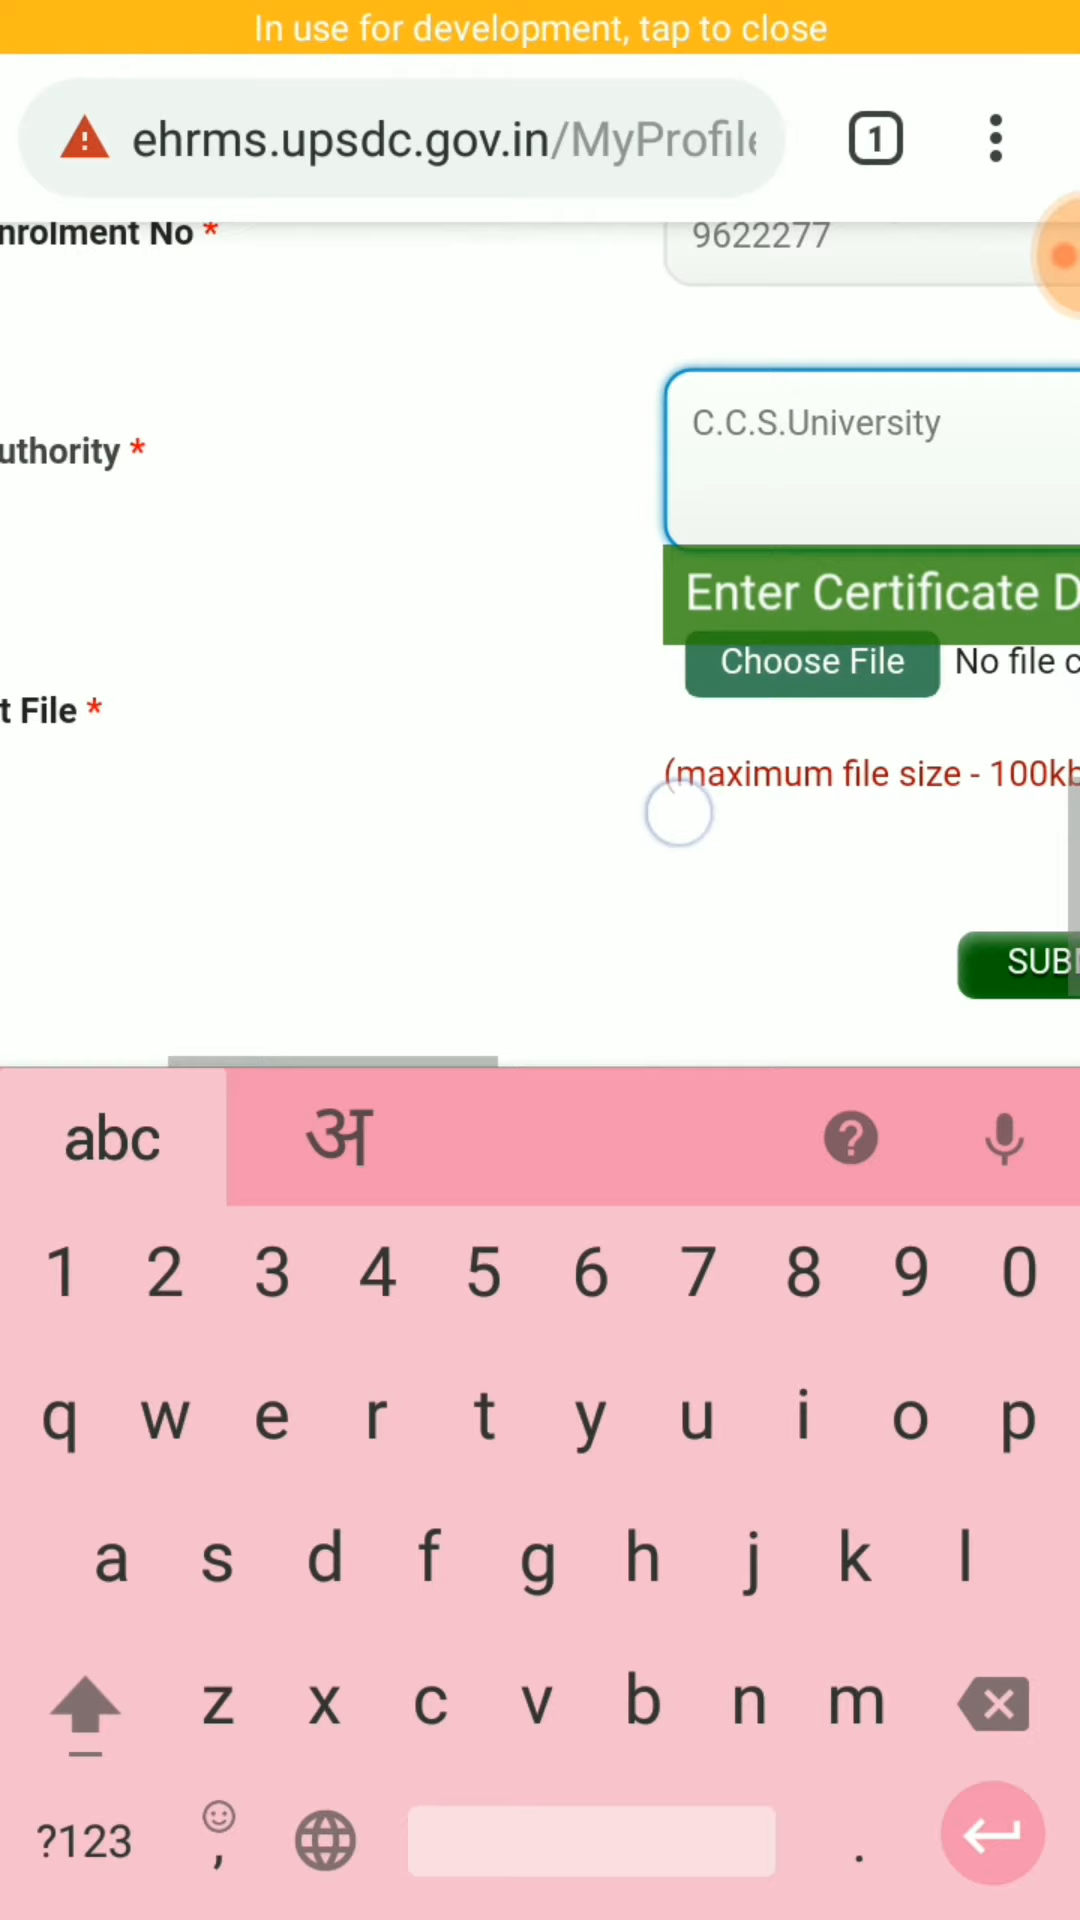 In use for development, tap to close
ehrms.upsdc.gov.in/MyProfile
1
nrolment No *
9622277
C.C.S.University
uthority *
Enter Certificate D
Choose File No file c
t File *
(maximum file size - 100kb
SUB
abc अ
1 2 3 4 5 6 7 8 9 0
q w e r t y u i o p
a s d f g h j k l
z x c v b n m
?123 , .